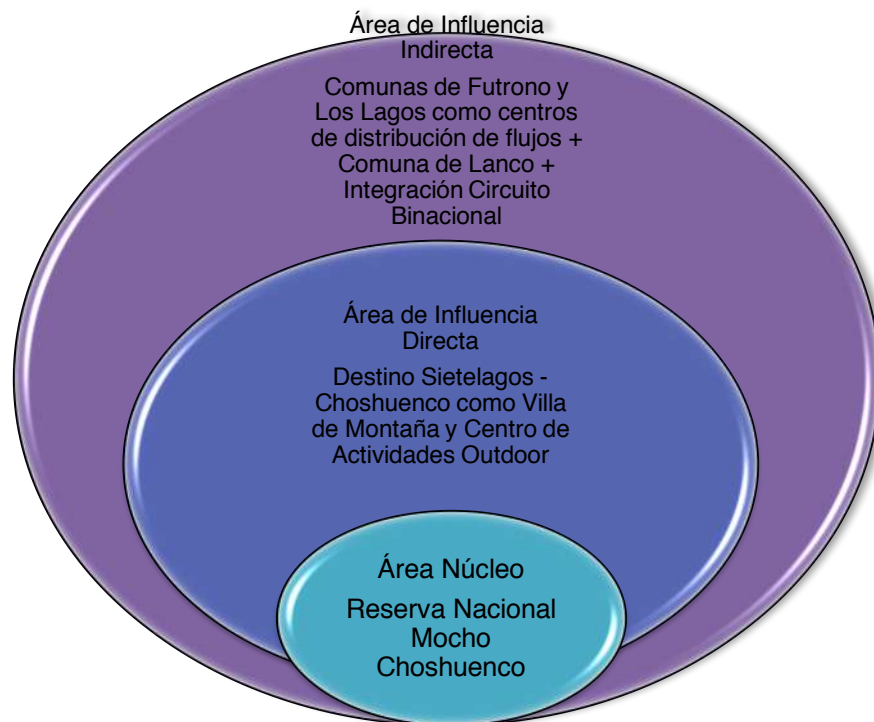 Área de Influencia
Indirecta
Comunas de Futrono y
Los Lagos como centros
de distribución de flujos +
Comuna de Lanco +
Integración Circuito
Binacional
Área de Influencia
Directa
Destino Sietelagos -
Choshuenco como Villa
de Montaña y Centro de
Actividades Outdoor
Área Núcleo
Reserva Nacional
Mocho
Choshuenco